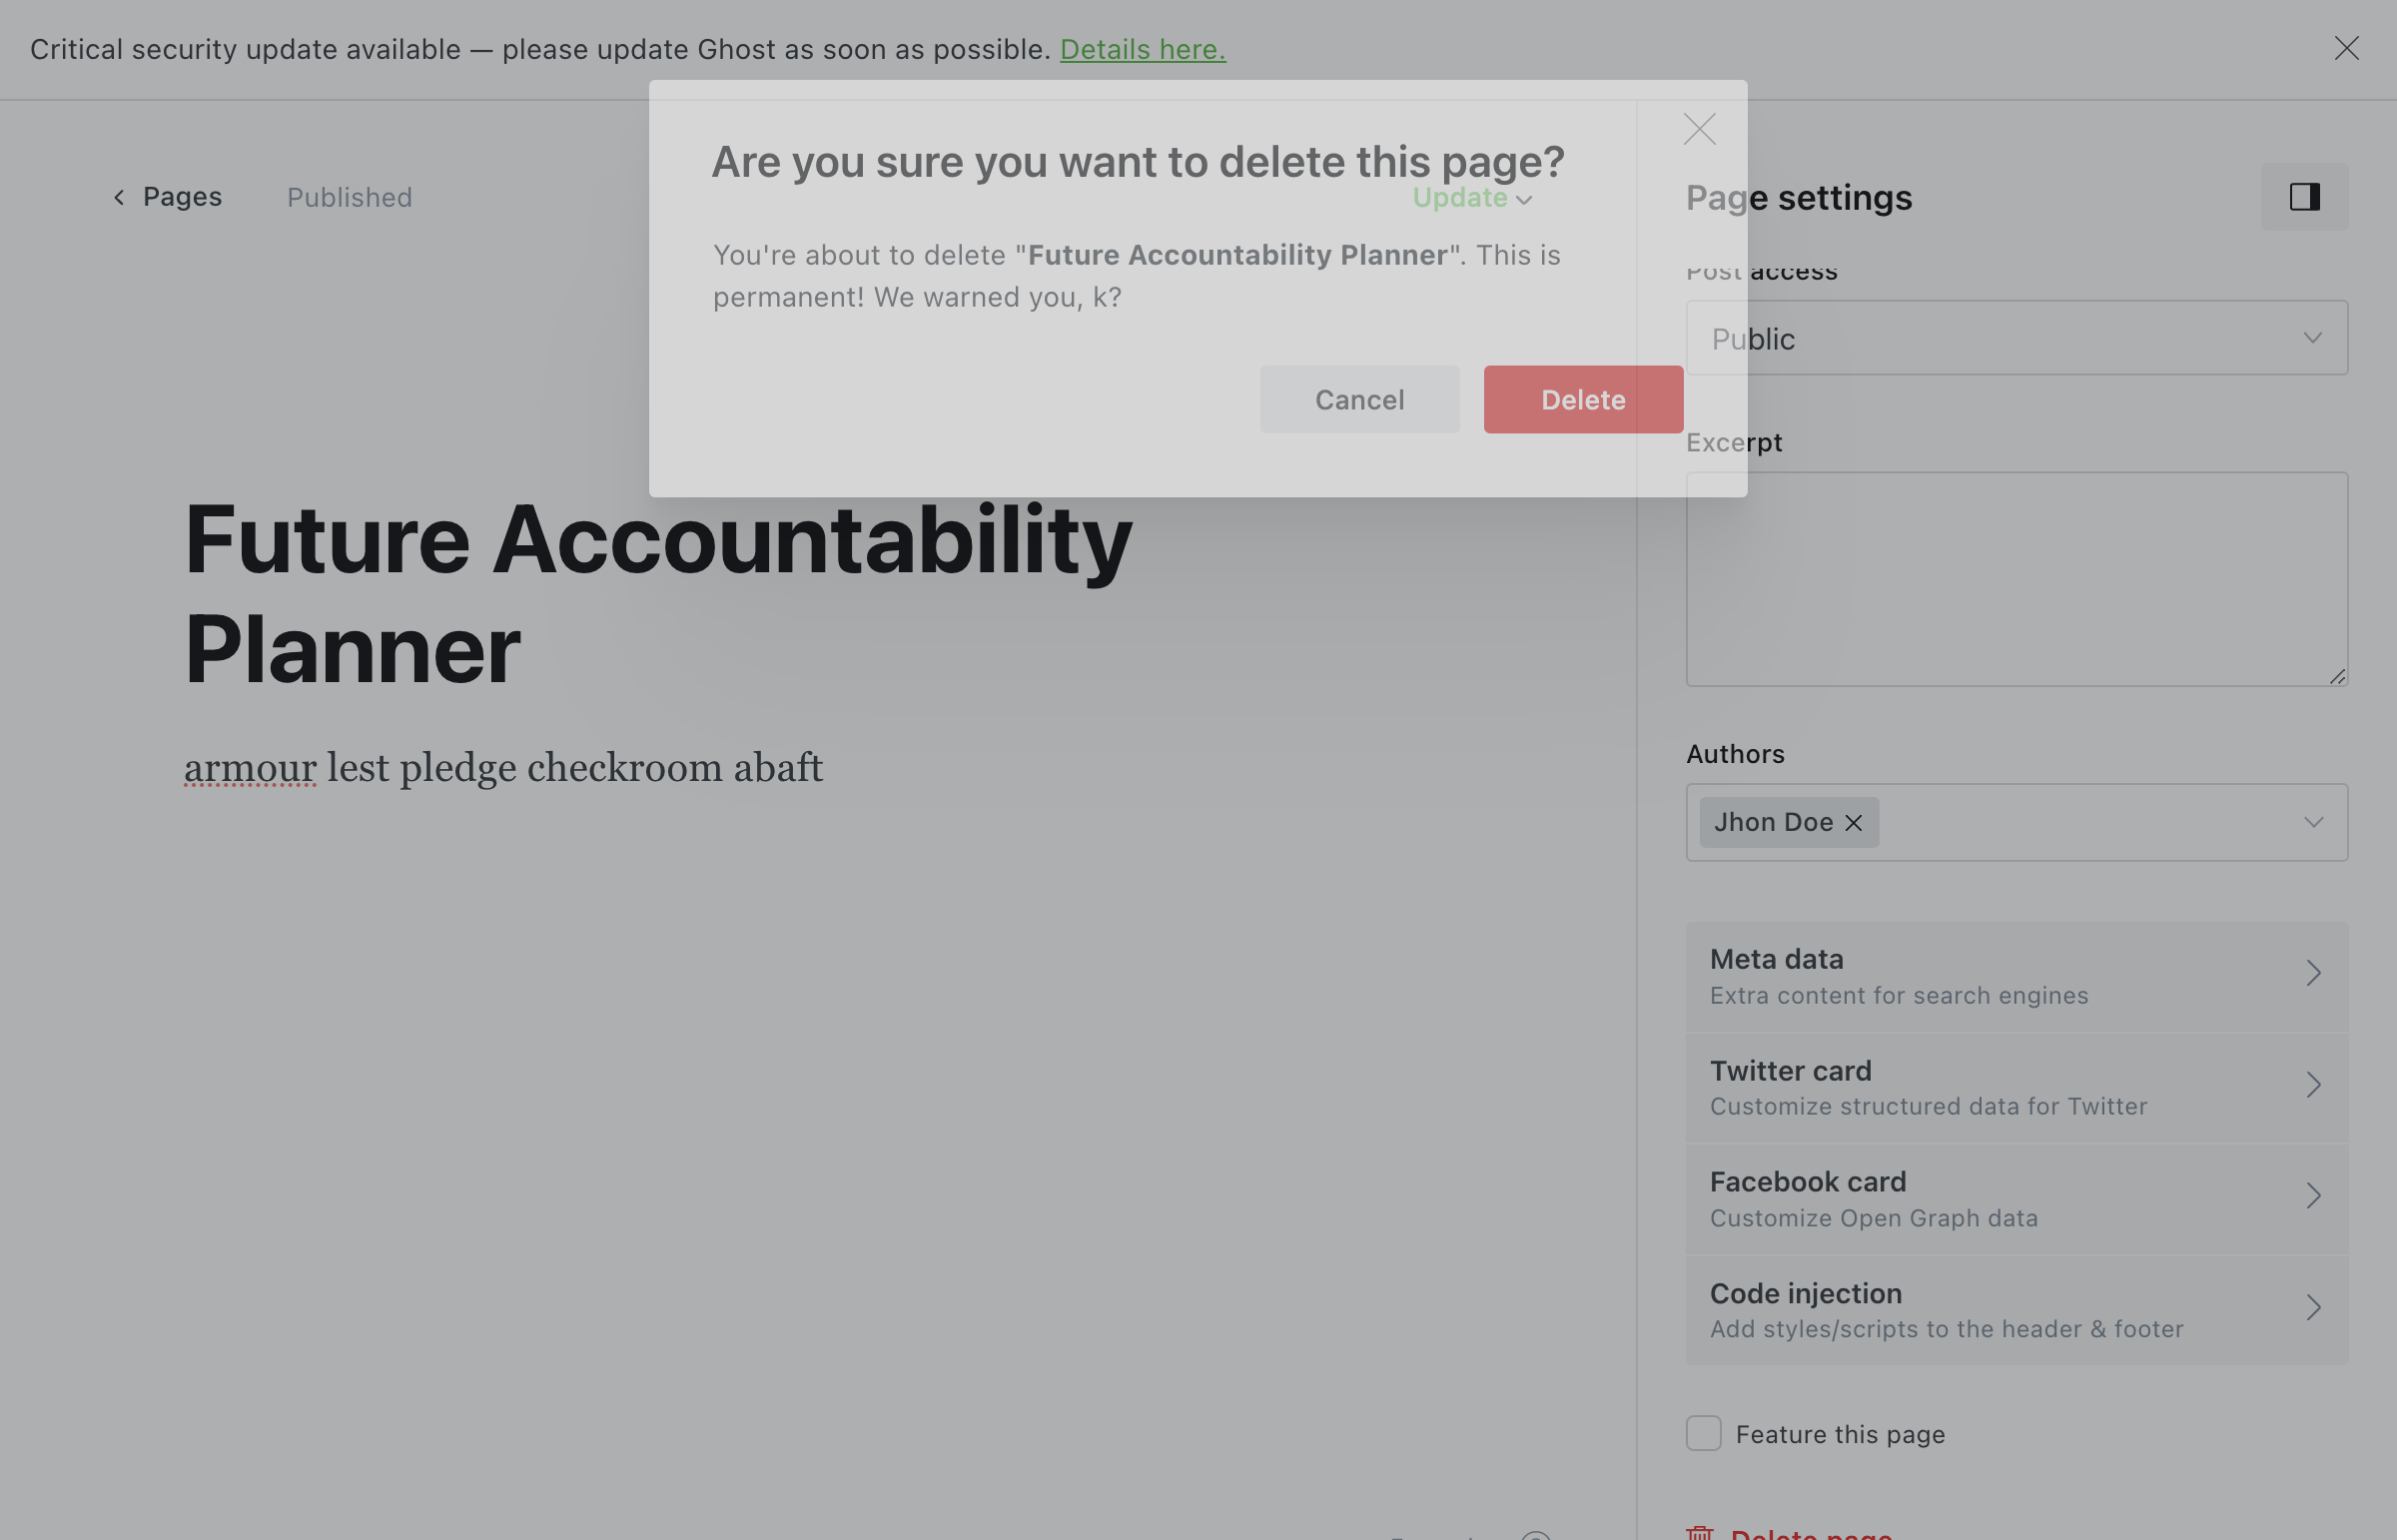 Critical security update available — please update Ghost as soon as possible. Details here.
Are you sure you want to delete this page?
You're about to delete "Future Accountability Planner". This is
permanent! We warned you, k?
Cancel
Delete
Pages
Published
Update
Future Accountability
Planner
armour lest pledge checkroom abaft
Page settings
Post access
Public
Excerpt
Authors
Jhon Doe
Meta data
Extra content for search engines
Twitter card
Customize structured data for Twitter
Facebook card
Customize Open Graph data
Code injection
Add styles/scripts to the header & footer
Feature this page
Delete page